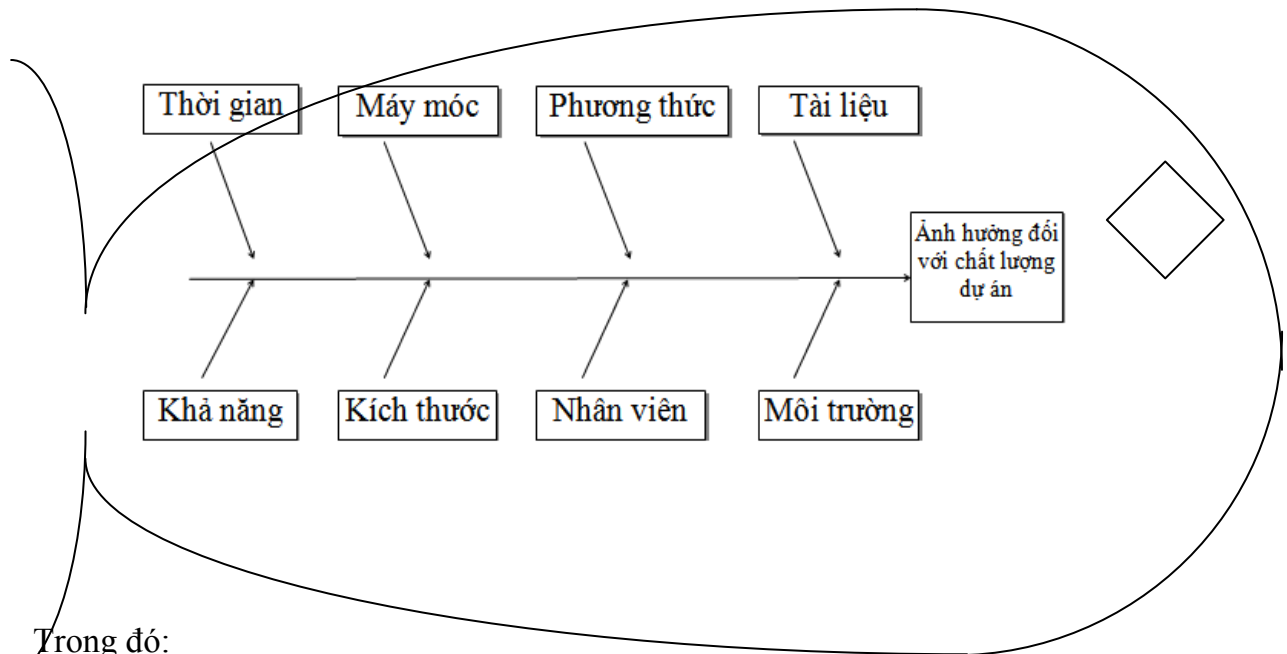 Thời gian
Máy móc
Phương thức
Tài liệu
Ảnh hưởng đối
với chất lượng
dự án
Khả năng
Kích thước
Nhân viên
Môi trường
Trong đó: